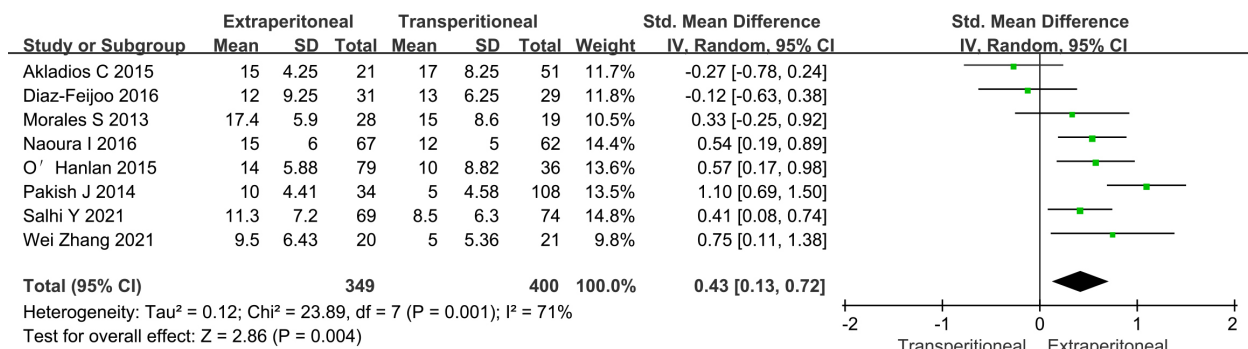 Extraperitoneal Transperitoneal Std. Mean Difference Std. Mean Difference
Study or Subgroup Mean SD Total Mean SD Total Weight IV, Random, 95% CI IV, Random, 95% CI
Akladios C 2015 15 4.25 21 17 8.25 51 11.7% -0.27 [-0.78, 0.24]
Diaz-Feijoo 2016 12 9.25 31 13 6.25 29 11.8% -0.12 [-0.63, 0.38]
Morales S 2013 17.4 5.9 28 15 8.6 19 10.5% 0.33 [-0.25, 0.92]
Naoura I 2016 15 6 67 12 5 62 14.4% 0.54 [0.19, 0.89]
O′ Hanlan 2015 14 5.88 79 10 8.82 36 13.6% 0.57 [0.17, 0.98]
Pakish J 2014 10 4.41 34 5 4.58 108 13.5% 1.10 [0.69, 1.50]
Salhi Y 2021 11.3 7.2 69 8.5 6.3 74 14.8% 0.41 [0.08, 0.74]
Wei Zhang 2021 9.5 6.43 20 5 5.36 21 9.8% 0.75 [0.11, 1.38]
Total (95% CI) 349 400 100.0% 0.43 [0.13, 0.72]
Heterogeneity: Tau² = 0.12; Chi² = 23.89, df = 7 (P = 0.001); I² = 71%
Test for overall effect: Z = 2.86 (P = 0.004)
-2 -1 0 1 2
Transperitoneal Extraperitoneal